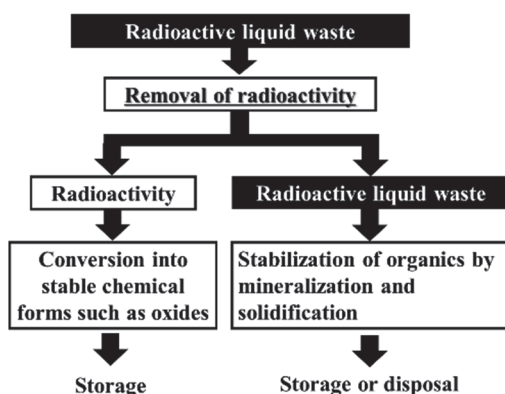 Radioactive liquid waste
Removal of radioactivity
Radioactivity
Radioactive liquid waste
Conversion into
stable chemical
forms such as oxides
Stabilization of organics by
mineralization and
solidification
Storage
Storage or disposal